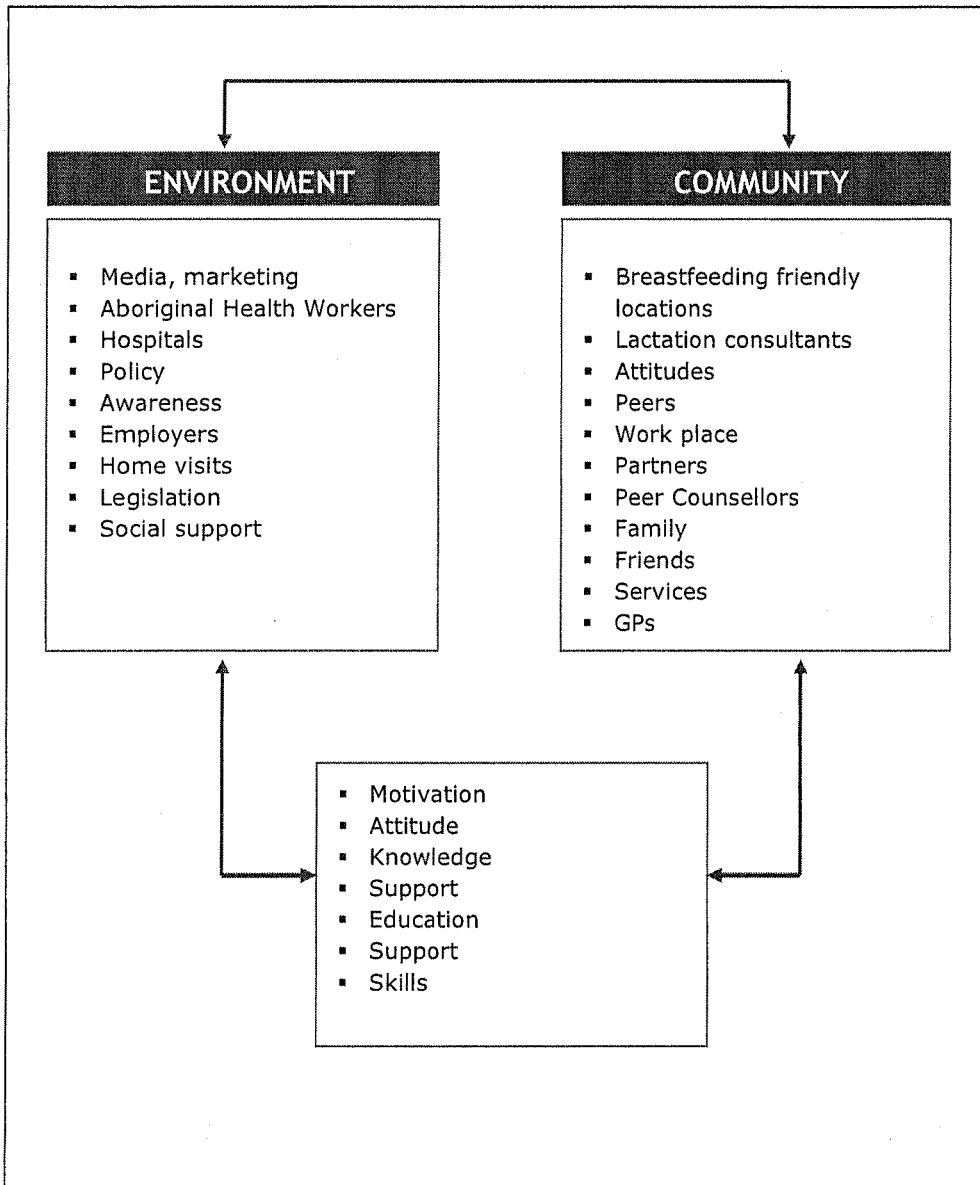 ENVIRONMENT
▪ Media, marketing
▪ Aboriginal Health Workers
▪ Hospitals
▪ Policy
▪ Awareness
▪ Employers
▪ Home visits
▪ Legislation
▪ Social support
COMMUNITY
▪ Breastfeeding friendly
locations
▪ Lactation consultants
▪ Attitudes
▪ Peers
▪ Work place
▪ Partners
▪ Peer Counsellors
▪ Family
▪ Friends
▪ Services
▪ GPs
▪ Motivation
▪ Attitude
▪ Knowledge
▪ Support
▪ Education
▪ Support
▪ Skills